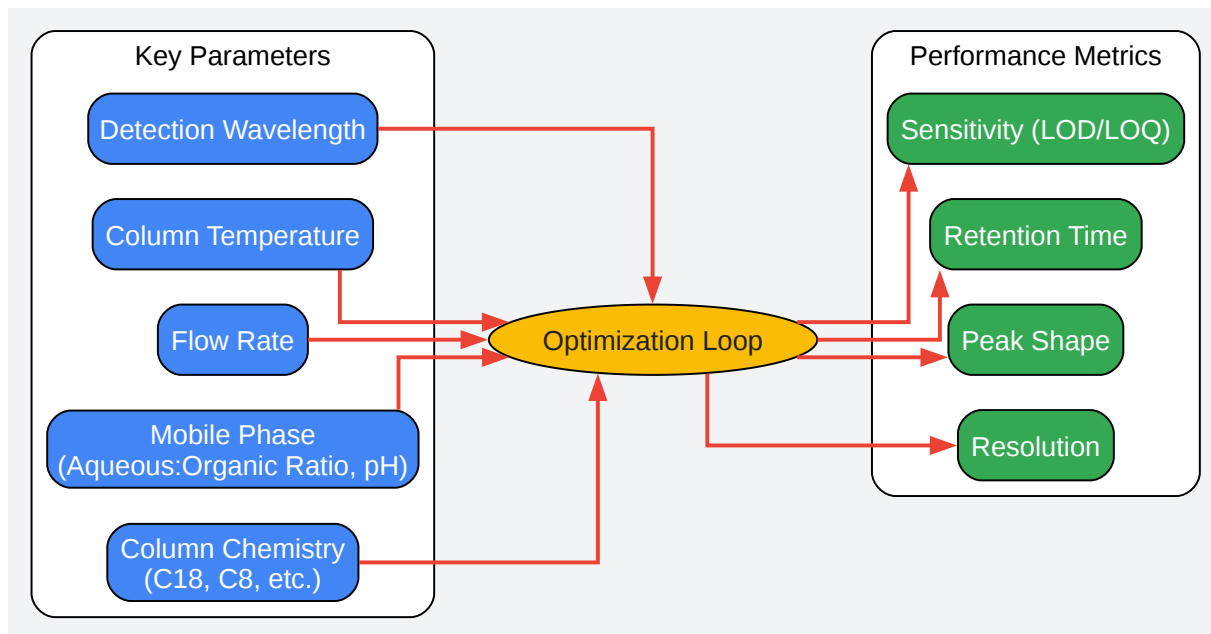 Key Parameters
Detection Wavelength
Column Temperature
Flow Rate
Mobile Phase
(Aqueous:Organic Ratio, pH)
Column Chemistry
(C18, C8, etc.)
Optimization Loop
Performance Metrics
Sensitivity (LOD/LOQ)
Retention Time
Peak Shape
Resolution